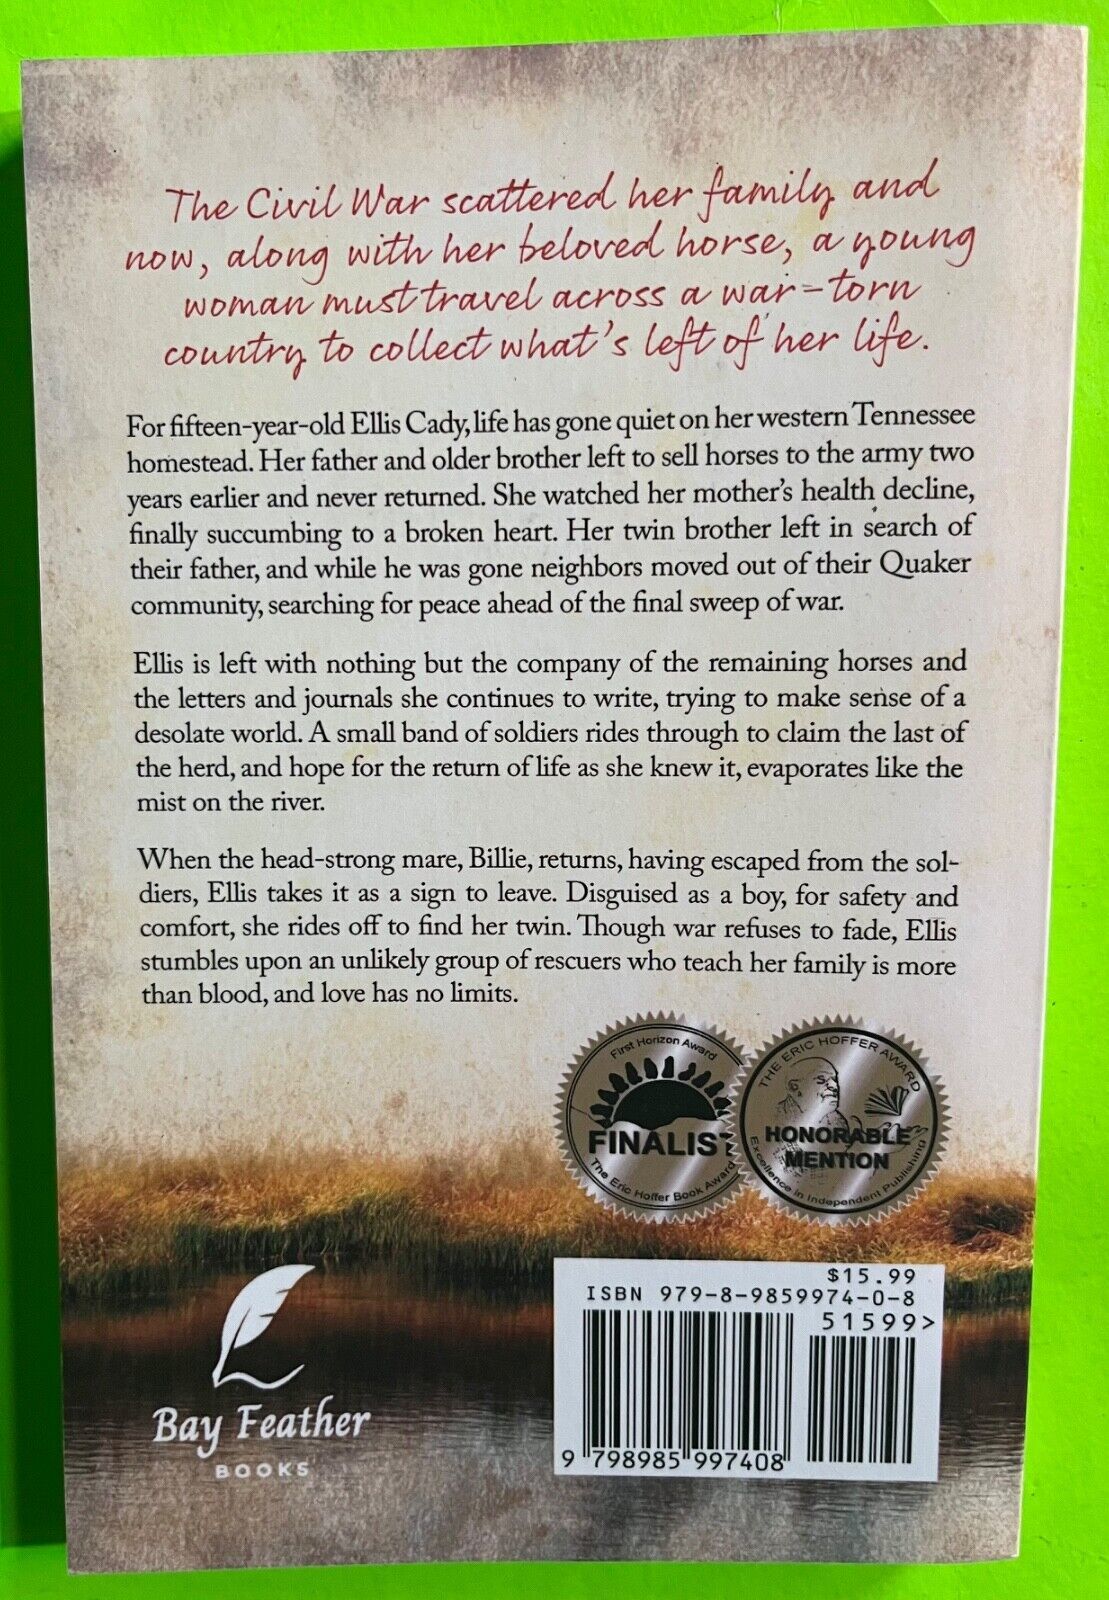 The Civil War scattered her family and
now, along with her beloved horse, a young
woman must travel across a war-torn
country to collect what's left of her life.
For fifteen-year-old Ellis Cady, life has gone quiet on her western Tennessee
homestead. Her father and older brother left to sell horses to the army two
years earlier and never returned. She watched her mother's health decline,
finally succumbing to a broken heart. Her twin brother left in search of
their father, and while he was gone neighbors moved out of their Quaker
community, searching for peace ahead of the final sweep of war.
Ellis is left with nothing but the company of the remaining horses and
the letters and journals she continues to write, trying to make sense of a
desolate world. A small band of soldiers rides through to claim the last of
the herd, and hope for the return of life as she knew it, evaporates like the
mist on the river.
When the head-strong mare, Billie, returns, having escaped from the sol-
diers, Ellis takes it as a sign to leave. Disguised as a boy, for safety and
comfort, she rides off to find her twin. Though war refuses to fade, Ellis
stumbles upon an unlikely group of rescuers who teach her family is more
than blood, and love has no limits.
First Horizon Award
FINALIST
The Eric Hoffer Book Award
THE ERIC HOFFER AWARD
HONORABLE
MENTION
Excellence in Independent Publishing
Bay Feather
BOOKS
$15.99
ISBN 979-8-9859974-0-8
51599>
9 798985 997408